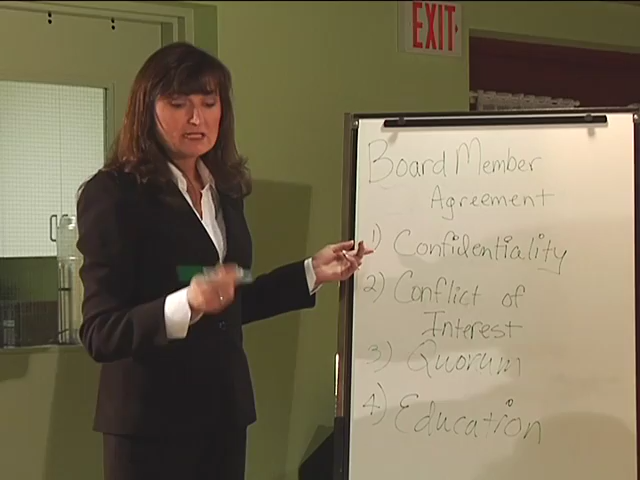 EXIT
Board Member
Agreement
1) Confidentiality
2) Conflict of
Interest
3) Quorum
4) Education